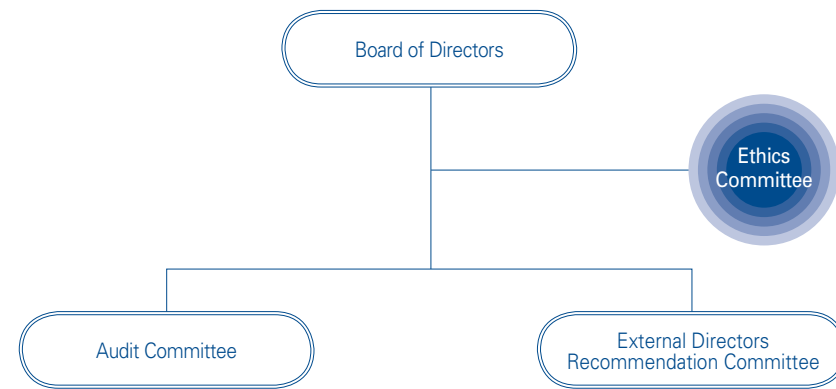 Board of Directors
Ethics
Committee
Audit Committee
External Directors
Recommendation Committee